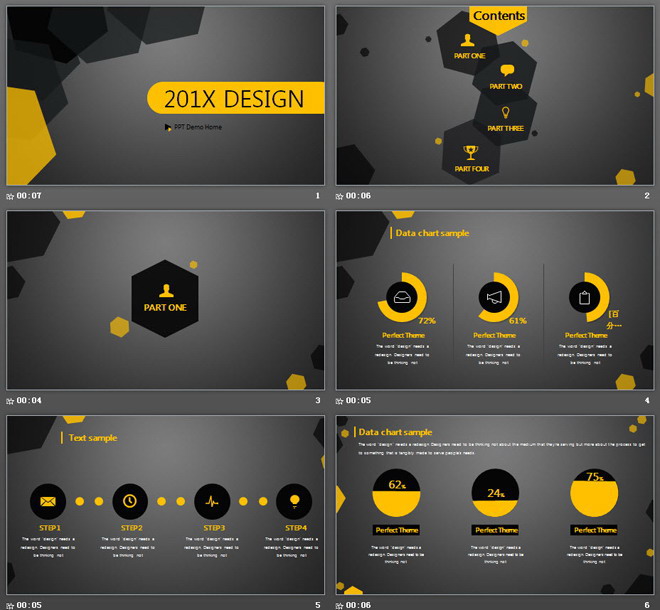 201X DESIGN
PPT Demo Home
00:07
1
Contents
PART ONE
PART TWO
PART THREE
PART FOUR
00:06
2
PART ONE
00:04
3
Data chart sample
72%
61%
[百
分…
Perfect Theme
Perfect Theme
Perfect Theme
The word 'design' needs a
redesign. Designers need to
be thinking not
The word 'design' needs a
redesign. Designers need to
be thinking not
The word 'design' needs a
redesign. Designers need to
be thinking not
00:05
4
Text sample
STEP1
STEP2
STEP3
STEP4
The word 'design' needs a
redesign. Designers need to
be thinking not
The word 'design' needs a
redesign. Designers need to
be thinking not
The word 'design' needs a
redesign. Designers need to
be thinking not
The word 'design' needs a
redesign. Designers need to
be thinking not
00:05
5
Data chart sample
The word 'design' needs a redesign. Designers need to be thinking not about the medium that they're serving but more about the process to get
to something that is tangibly made to serve people's needs.
62%
24%
75%
Perfect Theme
Perfect Theme
Perfect Theme
The word 'design' needs a
redesign. Designers need to be
thinking not
The word 'design' needs a
redesign. Designers need to be
thinking not
The word 'design' needs a
redesign. Designers need to be
thinking not
00:06
6